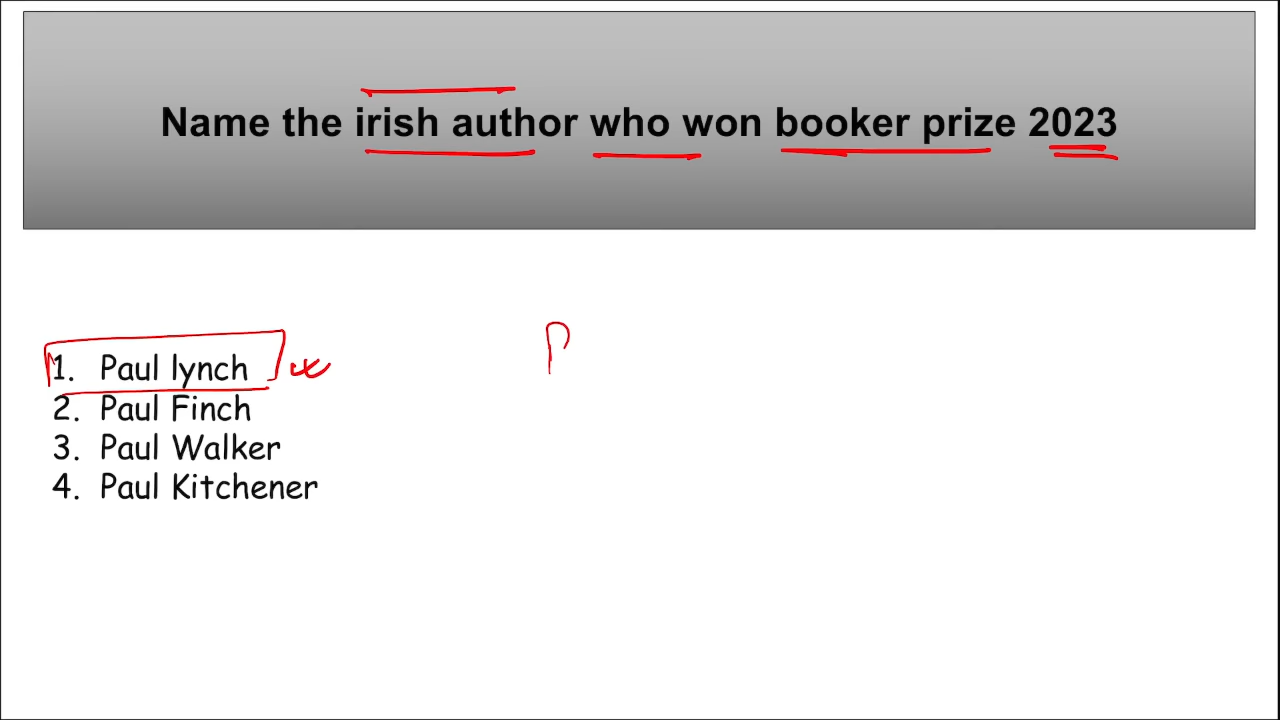 Name the irish author who won booker prize 2023
1. Paul lynch
2. Paul Finch
3. Paul Walker
4. Paul Kitchener
P